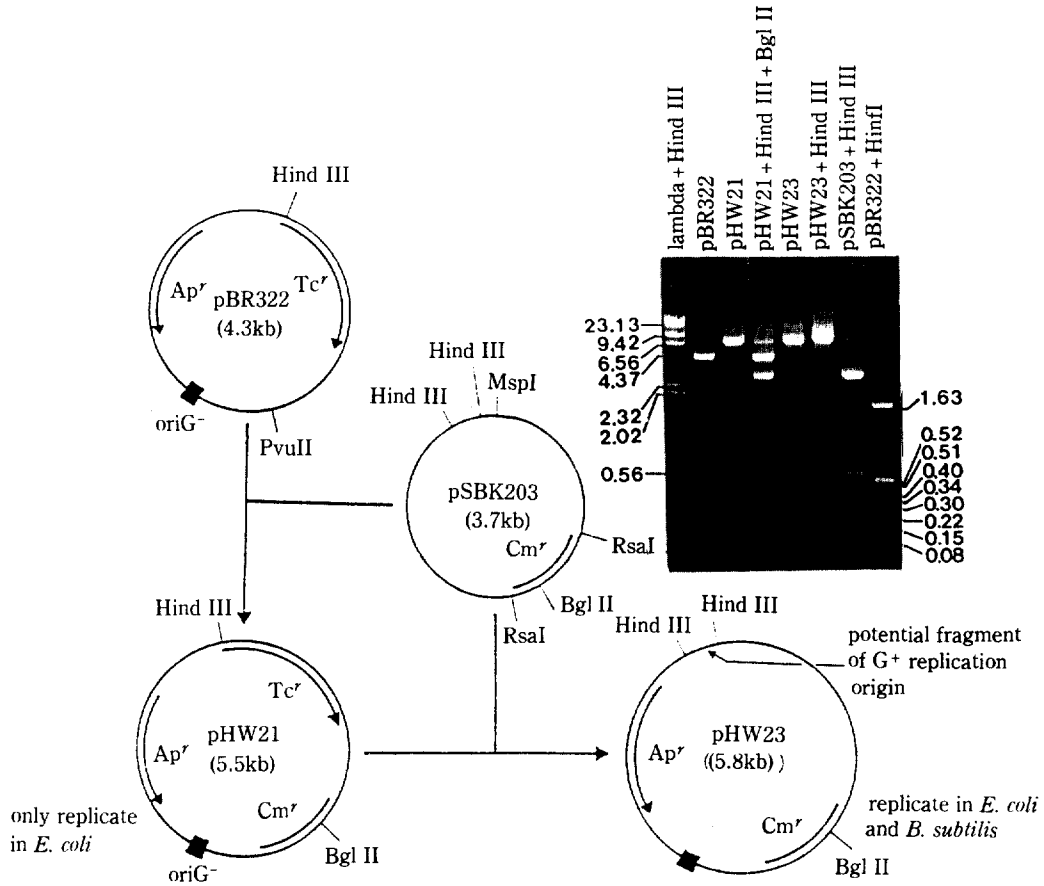 Hind III
Apʳ
Tcʳ
pBR322
(4.3kb)
oriG⁻
PvuII
Hind III
Hind III
MspI
pSBK203
(3.7kb)
Cmʳ
RsaI
Bgl II
RsaI
Hind III
Tcʳ
Apʳ
pHW21
(5.5kb)
Cmʳ
only replicate
in E. coli
oriG⁻
Bgl II
Hind III
Hind III
potential fragment
of G⁺ replication
origin
Apʳ
pHW23
((5.8kb))
Cmʳ
replicate in E. coli
and B. subtilis
Bgl II
lambda + Hind III
pBR322
pHW21
pHW21 + Hind III + Bgl II
pHW23
pHW23 + Hind III
pSBK203 + Hind III
pBR322 + HinfI
23.13
9.42
6.56
4.37
2.32
2.02
0.56
1.63
0.52
0.51
0.40
0.34
0.30
0.22
0.15
0.08